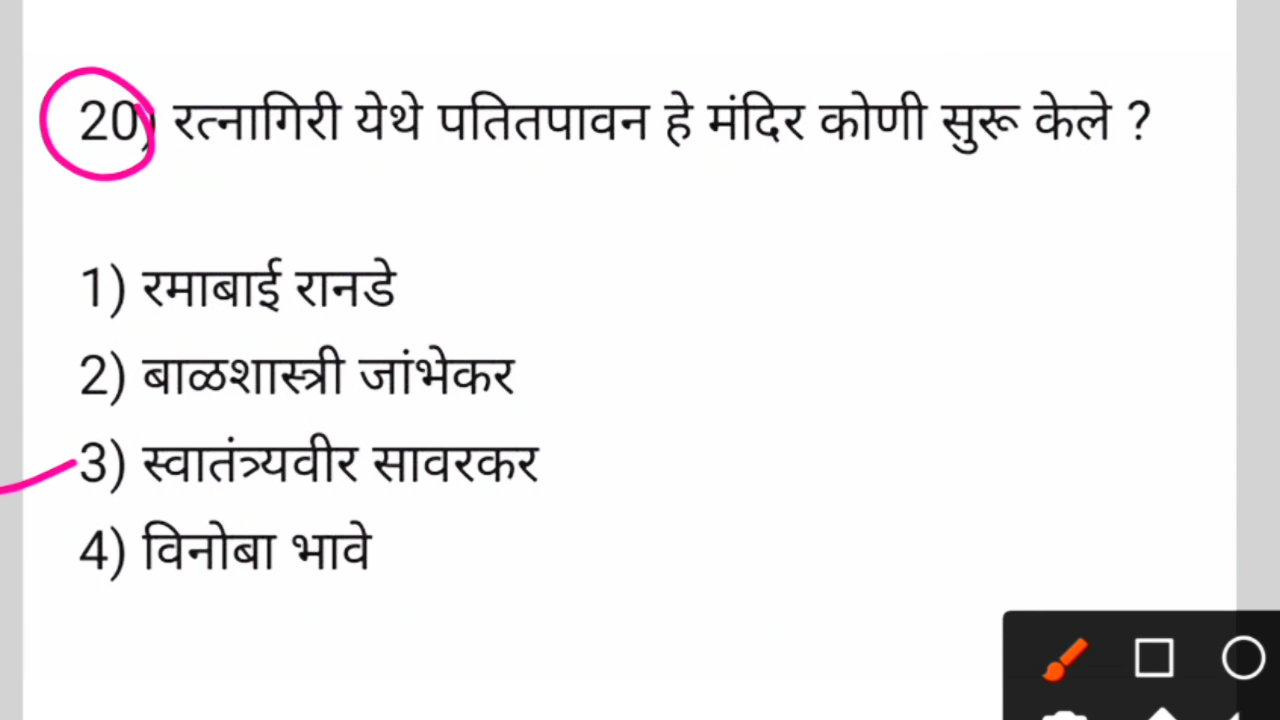 20) रत्नागिरी येथे पतितपावन हे मंदिर कोणी सुरू केले ?
1) रमाबाई रानडे
2) बाळशास्त्री जांभेकर
3) स्वातंत्र्यवीर सावरकर
4) विनोबा भावे